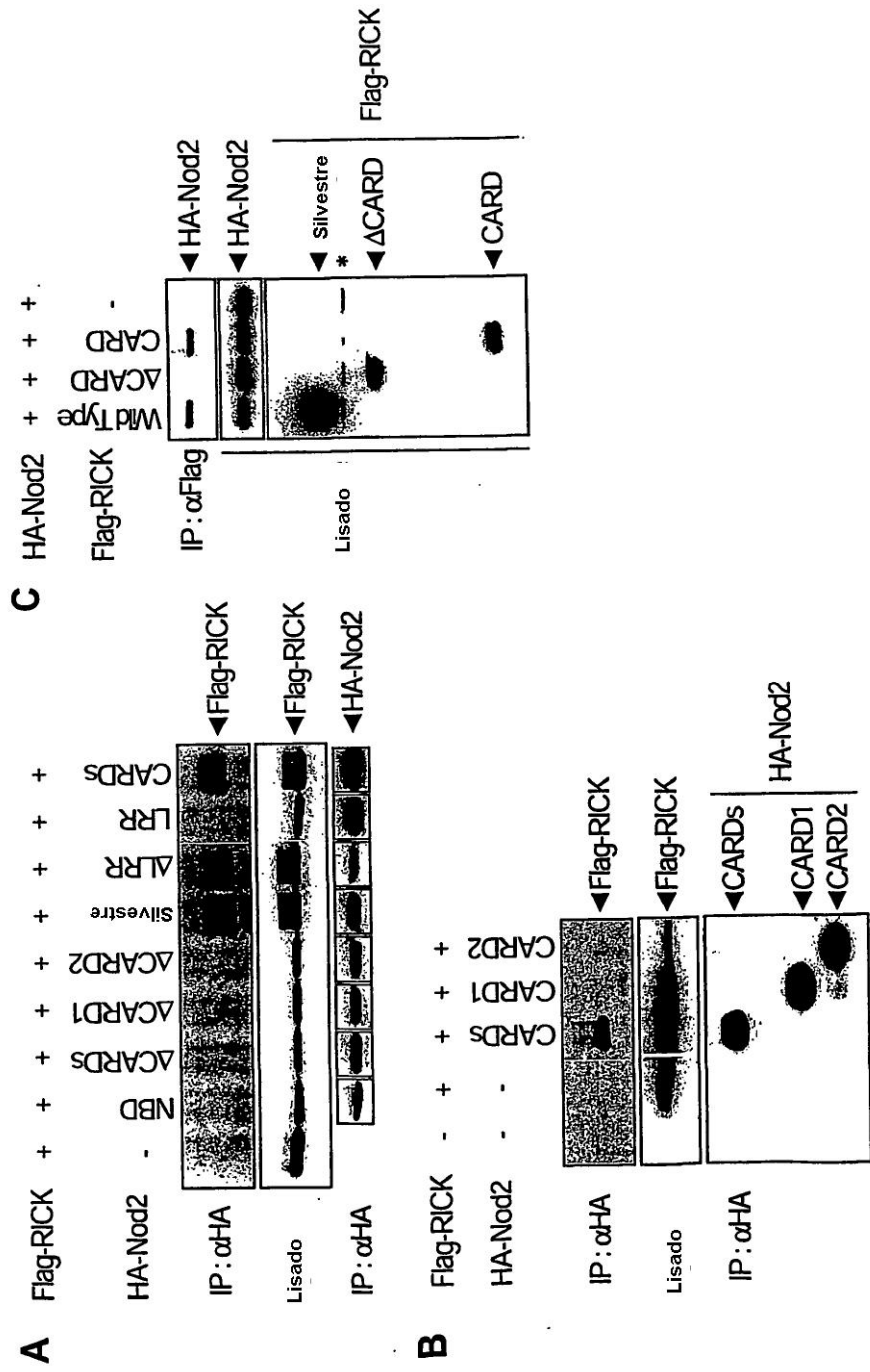 A
Flag-RICK + + + + + + + + +
HA-Nod2 - NBD ΔCARDs ΔCARD1 ΔCARD2 Silvestre ΔLRR LRR CARDs
IP: αHA ◄Flag-RICK
Lisado ◄Flag-RICK
IP: αHA ◄HA-Nod2
B
Flag-RICK - + + + +
HA-Nod2 - - CARDs CARD1 CARD2
IP: αHA ◄Flag-RICK
Lisado ◄Flag-RICK
IP: αHA ◄CARDs
◄CARD1
◄CARD2
HA-Nod2
C
HA-Nod2 + + + +
Flag-RICK Wild Type ΔCARD CARD -
IP: αFlag ◄HA-Nod2
◄HA-Nod2
Lisado
◄Silvestre
◄*
◄ΔCARD
◄CARD
Flag-RICK